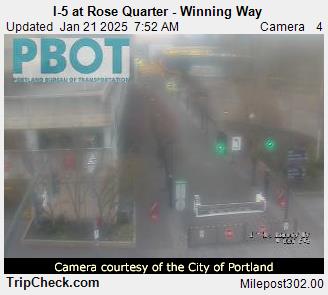 I-5 at Rose Quarter - Winning Way
Updated Jan 21 2025 7:52 AM Camera 4
PBOT
PORTLAND BUREAU OF TRANSPORTATION
Camera courtesy of the City of Portland
TripCheck.com Milepost302.00